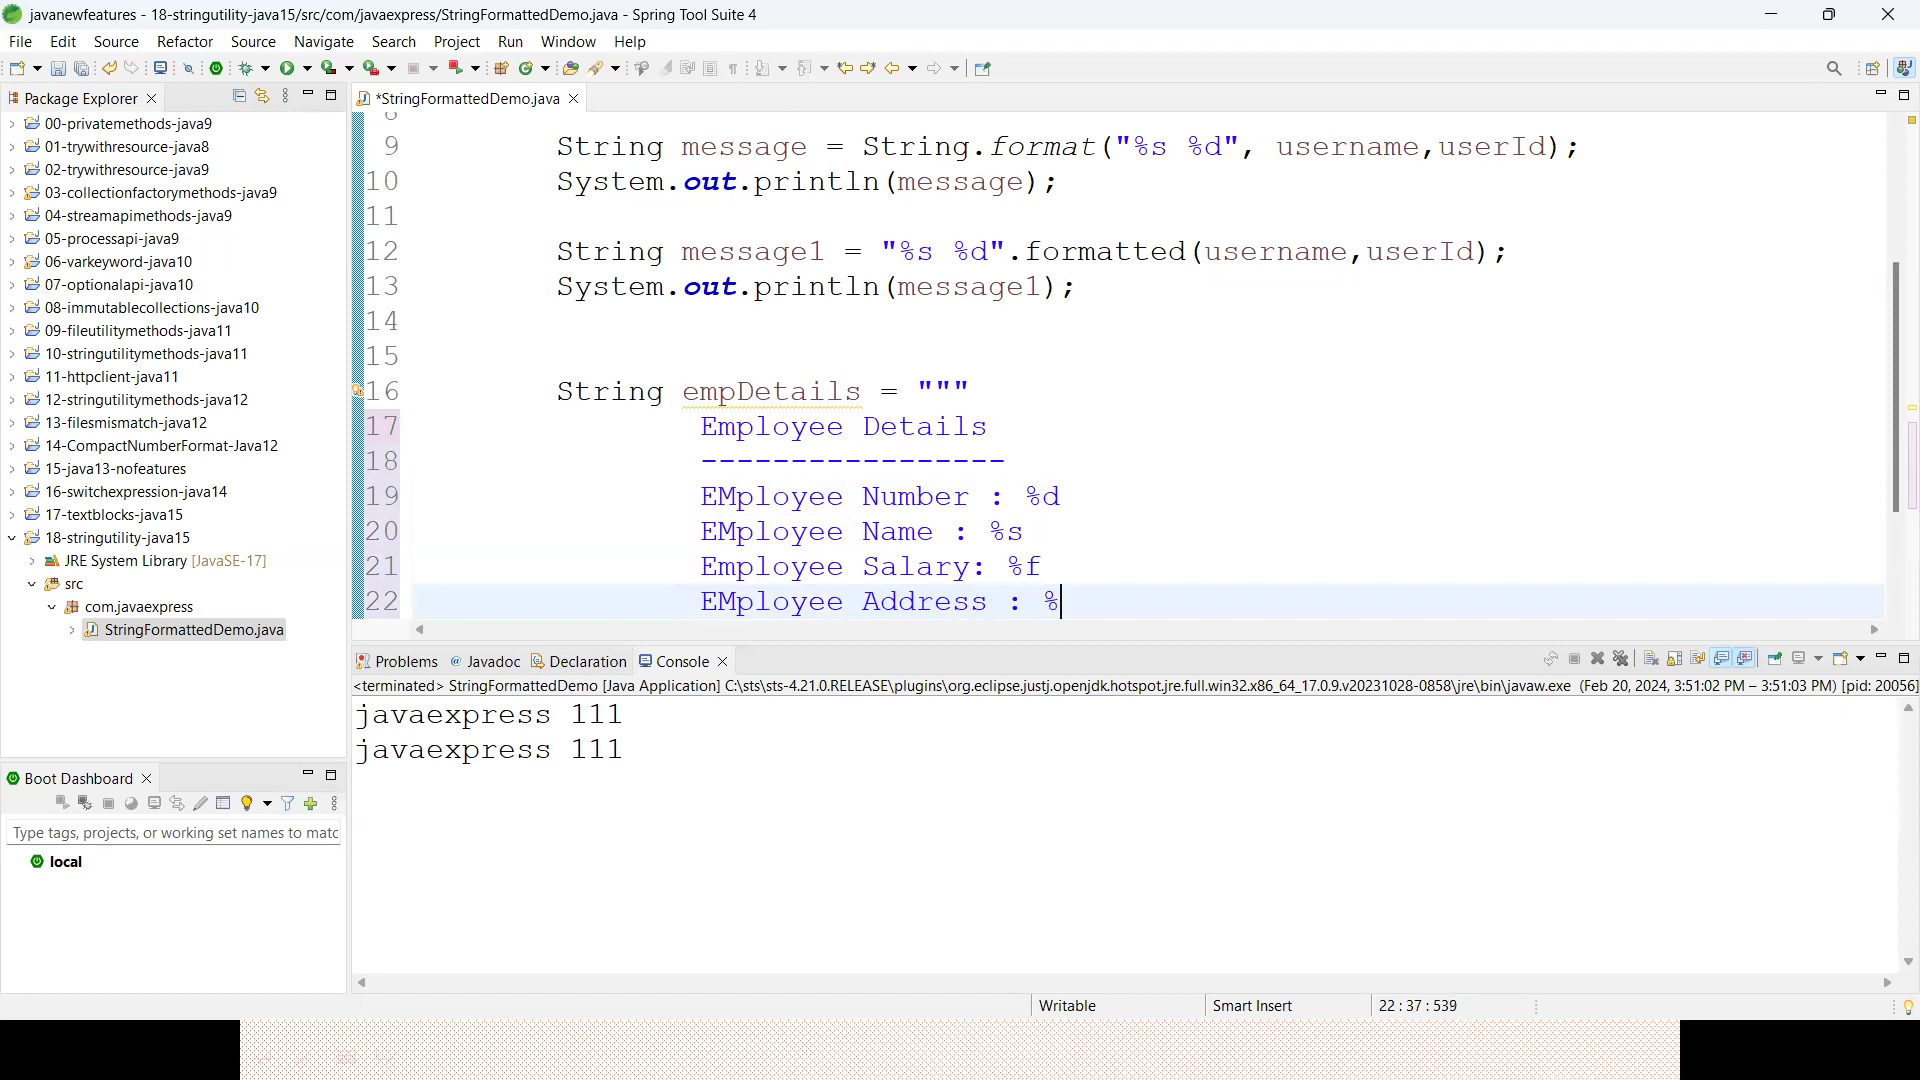 javanewfeatures - 18-stringutility-java15/src/com/javaexpress/StringFormattedDemo.java - Spring Tool Suite 4
File Edit Source Refactor Source Navigate Search Project Run Window Help
Package Explorer
00-privatemethods-java9
01-trywithresource-java8
02-trywithresource-java9
03-collectionfactorymethods-java9
04-streamapimethods-java9
05-processapi-java9
06-varkeyword-java10
07-optionalapi-java10
08-immutablecollections-java10
09-fileutilitymethods-java11
10-stringutilitymethods-java11
11-httpclient-java11
12-stringutilitymethods-java12
13-filesmismatch-java12
14-CompactNumberFormat-Java12
15-java13-nofeatures
16-switchexpression-java14
17-textblocks-java15
18-stringutility-java15
JRE System Library [JavaSE-17]
src
com.javaexpress
StringFormattedDemo.java
Boot Dashboard
Type tags, projects, or working set names to matc
local
*StringFormattedDemo.java
8
9 String message = String.format("%s %d", username,userId);
10 System.out.println(message);
11
12 String message1 = "%s %d".formatted(username,userId);
13 System.out.println(message1);
14
15
16 String empDetails = """
17 Employee Details
18 -----------------
19 EMployee Number : %d
20 EMployee Name : %s
21 Employee Salary: %f
22 EMployee Address : %
Problems @ Javadoc Declaration Console
<terminated> StringFormattedDemo [Java Application] C:\sts\sts-4.21.0.RELEASE\plugins\org.eclipse.justj.openjdk.hotspot.jre.full.win32.x86_64_17.0.9.v20231028-0858\jre\bin\javaw.exe (Feb 20, 2024, 3:51:02 PM – 3:51:03 PM) [pid: 20056]
javaexpress 111
javaexpress 111
Writable Smart Insert 22 : 37 : 539